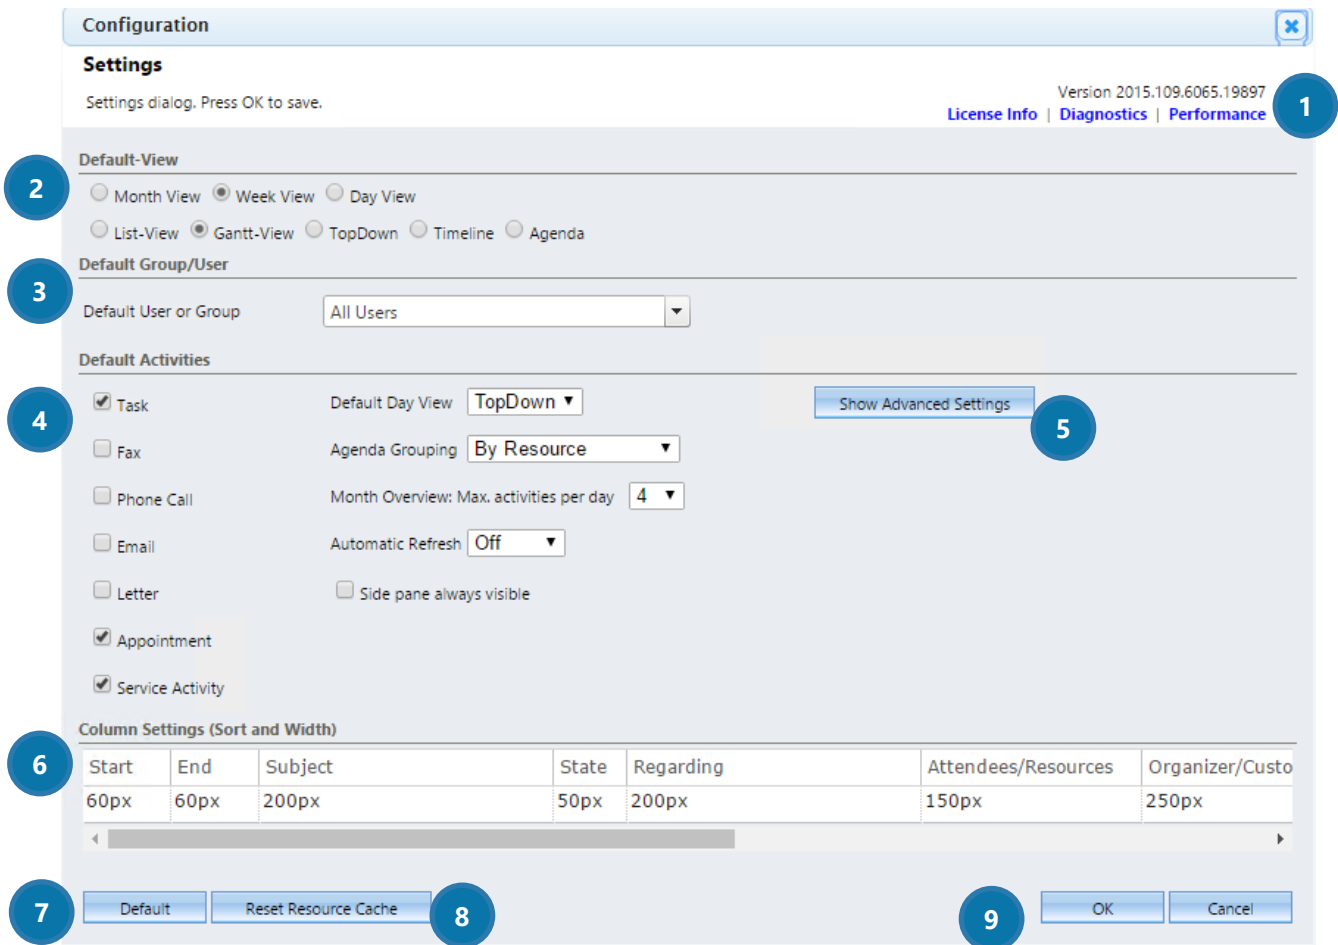 Configuration
Settings
Settings dialog. Press OK to save.
Version 2015.109.6065.19897
License Info | Diagnostics | Performance
1
Default-View
2
Month View Week View Day View
List-View Gantt-View TopDown Timeline Agenda
Default Group/User
3
Default User or Group All Users
Default Activities
4
Task Default Day View TopDown Show Advanced Settings
5
Fax Agenda Grouping By Resource
Phone Call Month Overview: Max. activities per day 4
Email Automatic Refresh Off
Letter Side pane always visible
Appointment
Service Activity
Column Settings (Sort and Width)
6
Start End Subject State Regarding Attendees/Resources Organizer/Custo
60px 60px 200px 50px 200px 150px 250px
7 Default Reset Resource Cache 8 9 OK Cancel